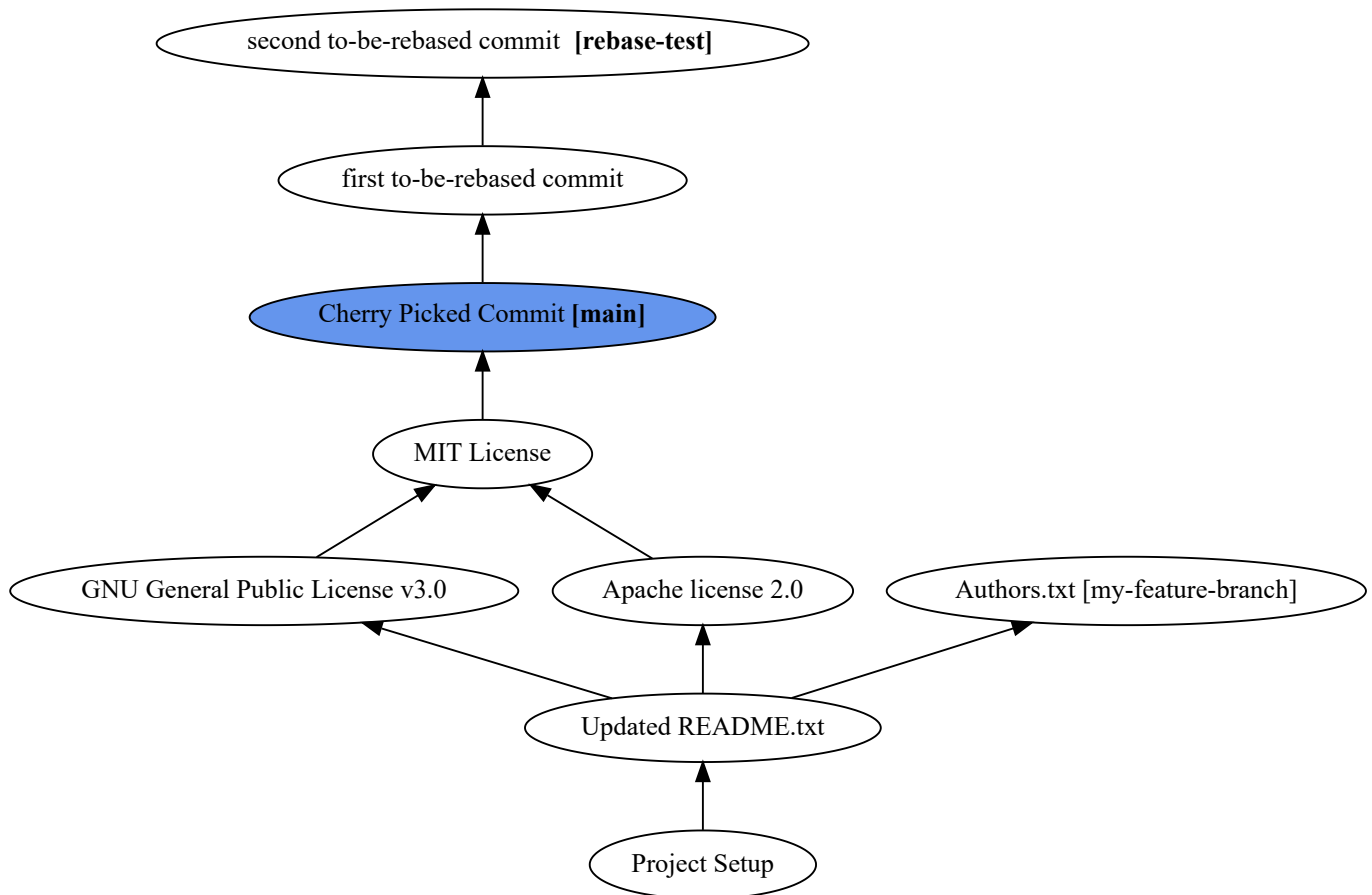 second to-be-rebased commit [rebase-test]
first to-be-rebased commit
Cherry Picked Commit [main]
MIT License
GNU General Public License v3.0
Apache license 2.0
Authors.txt [my-feature-branch]
Updated README.txt
Project Setup